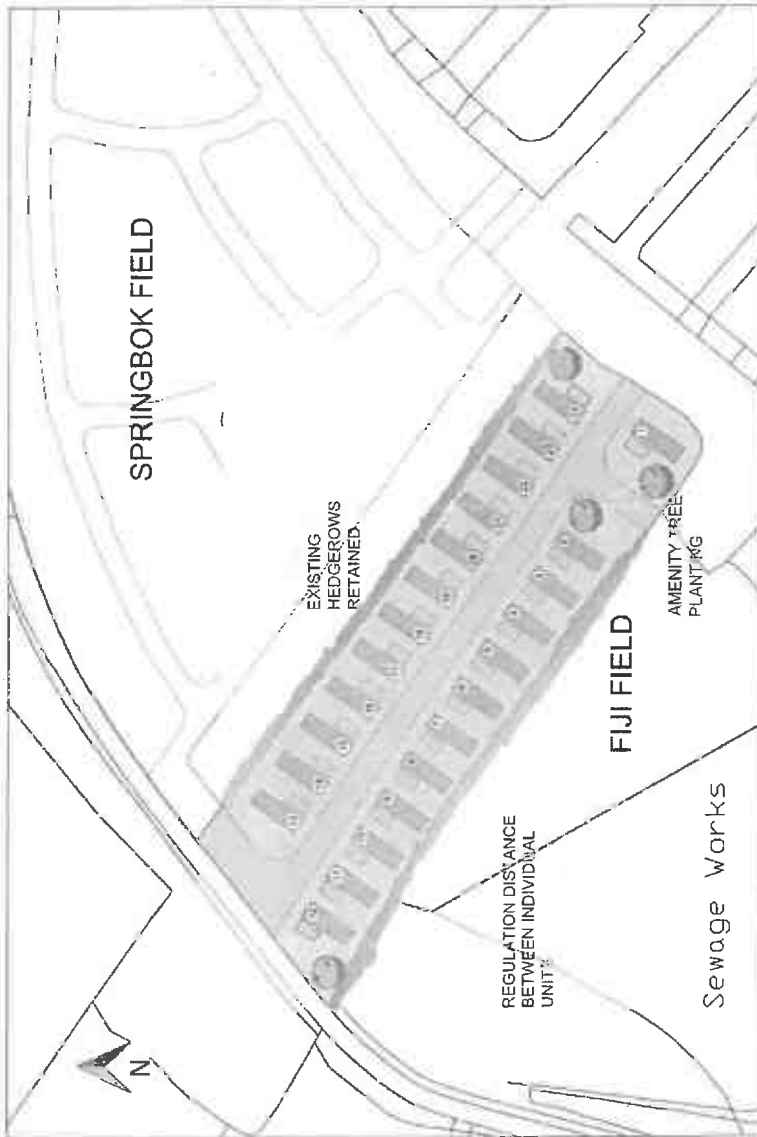 SPRINGBOK FIELD
EXISTING
HEDGEROWS
RETAINED.
AMENITY TREE
PLANTING
FIJI FIELD
REGULATION DISTANCE
BETWEEN INDIVIDUAL
UNITS
Sewage Works
N